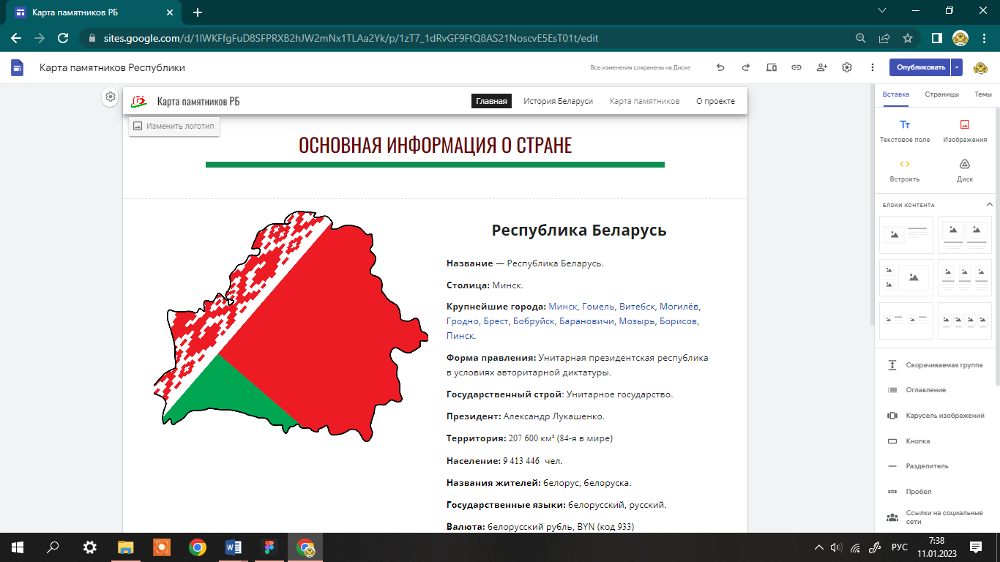 Карта памятников РБ
sites.google.com/d/1lWKFfgFuD8SFPRXB2hJW2mNx1TLAa2Yk/p/1zT7_1dRvGF9FtQ8AS21NoscvE5EsT01t/edit
Карта памятников Республики
Все изменения сохранены на Диске
Опубликовать
Карта памятников РБ
Главная История Беларуси Карта памятников О проекте
Изменить логотип
ОСНОВНАЯ ИНФОРМАЦИЯ О СТРАНЕ
Республика Беларусь
Название — Республика Беларусь.
Столица: Минск.
Крупнейшие города: Минск, Гомель, Витебск, Могилёв,
Гродно, Брест, Бобруйск, Барановичи, Мозырь, Борисов,
Пинск.
Форма правления: Унитарная президентская республика
в условиях авторитарной диктатуры.
Государственный строй: Унитарное государство.
Президент: Александр Лукашенко.
Территория: 207 600 км² (84-я в мире)
Население: 9 413 446 чел.
Названия жителей: белорус, белоруска.
Государственные языки: белорусский, русский.
Валюта: белорусский рубль, BYN (код 933)
Вставка Страницы Темы
Текстовое поле Изображения
Встроить Диск
БЛОКИ КОНТЕНТА
Сворачиваемая группа
Оглавление
Карусель изображений
Кнопка
Разделитель
Пробел
Ссылки на социальные
сети
РУС
7:38
11.01.2023